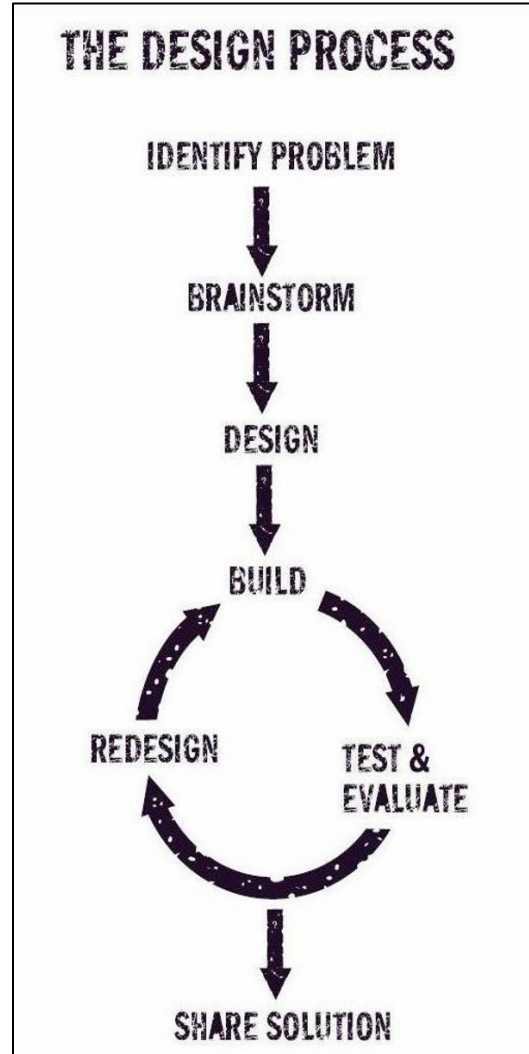 THE DESIGN PROCESS
IDENTIFY PROBLEM
BRAINSTORM
DESIGN
BUILD
REDESIGN
TEST &
EVALUATE
SHARE SOLUTION